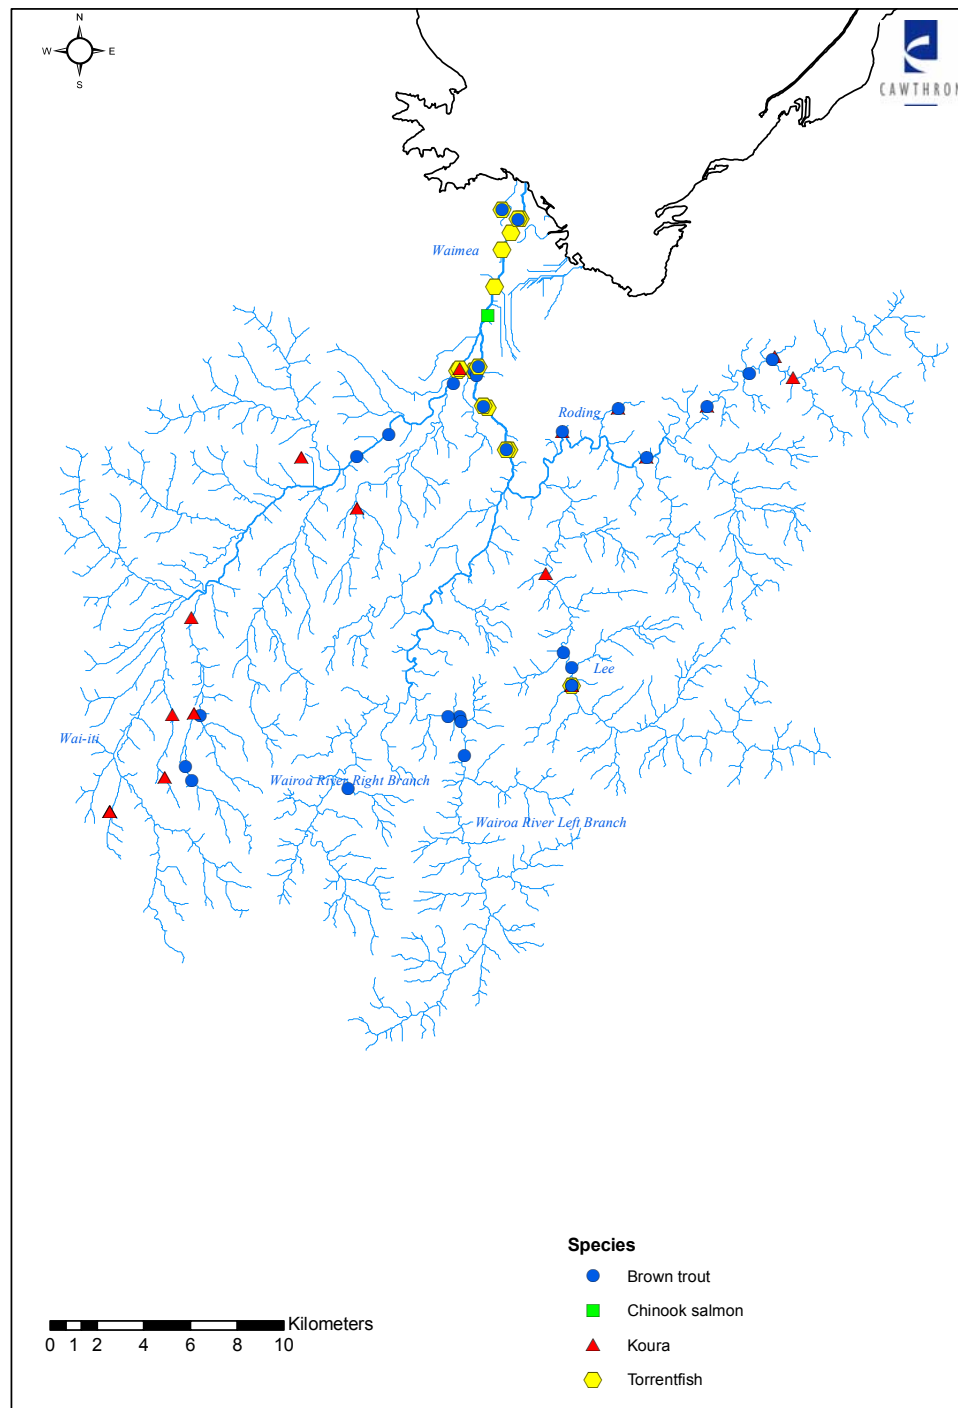 N
W E
S
CAWTHRON
Waimea
Roding
Lee
Wai-iti
Wairoa River Right Branch
Wairoa River Left Branch
Species
Brown trout
Chinook salmon
Koura
Torrentfish
Kilometers
0 1 2 4 6 8 10